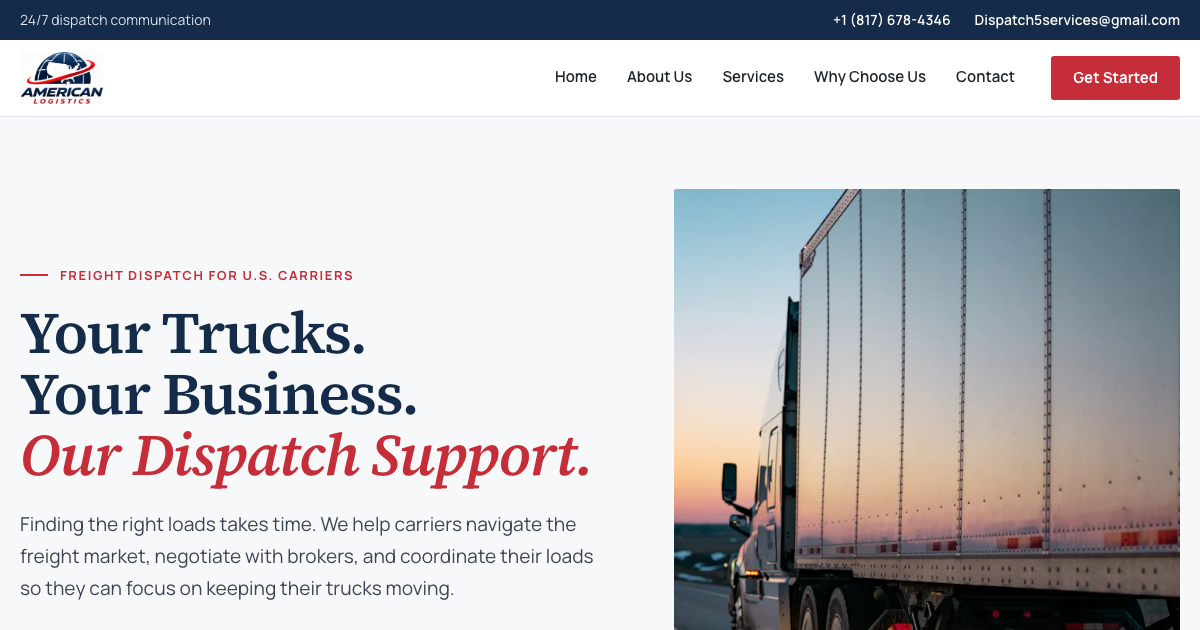 24/7 dispatch communication
+1 (817) 678-4346
Dispatch5services@gmail.com
AMERICAN
LOGISTICS
Home
About Us
Services
Why Choose Us
Contact
Get Started
FREIGHT DISPATCH FOR U.S. CARRIERS
Your Trucks.
Your Business.
Our Dispatch Support.
Finding the right loads takes time. We help carriers navigate the
freight market, negotiate with brokers, and coordinate their loads
so they can focus on keeping their trucks moving.